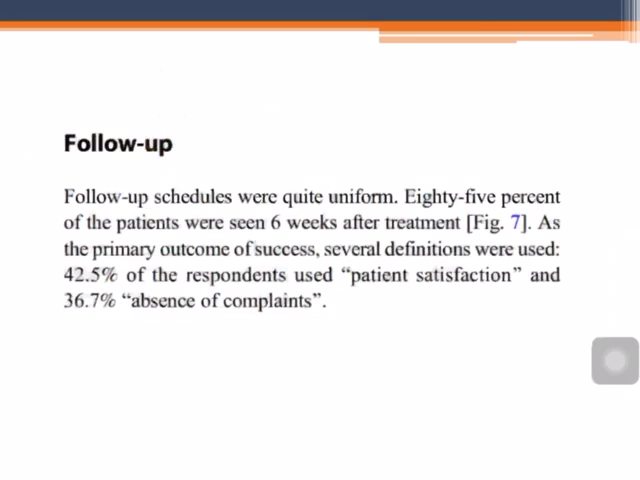 Follow-up
Follow-up schedules were quite uniform. Eighty-five percent
of the patients were seen 6 weeks after treatment [Fig. 7]. As
the primary outcome of success, several definitions were used:
42.5% of the respondents used “patient satisfaction” and
36.7% “absence of complaints”.